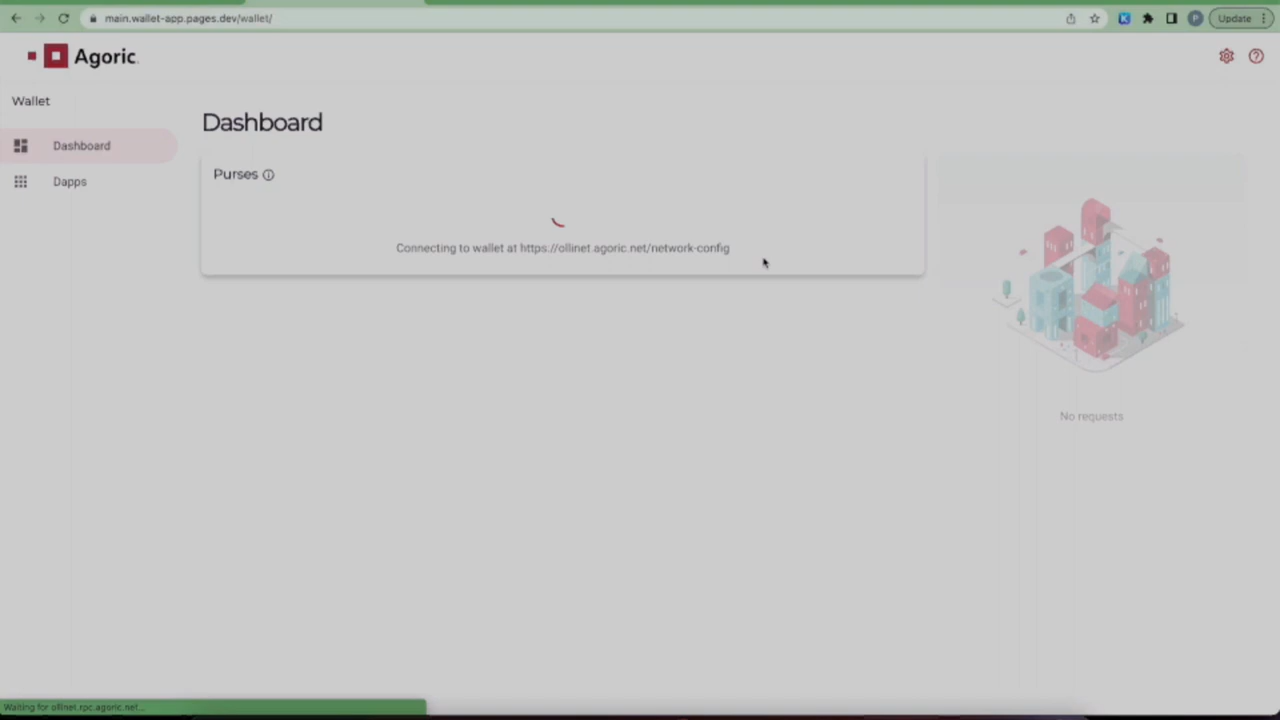 main.wallet-app.pages.dev/wallet/
Update
Agoric
Wallet
Dashboard
Dapps
Dashboard
Purses
Connecting to wallet at https://ollinet.agoric.net/network-config
No requests
Waiting for ollinet.rpc.agoric.net...